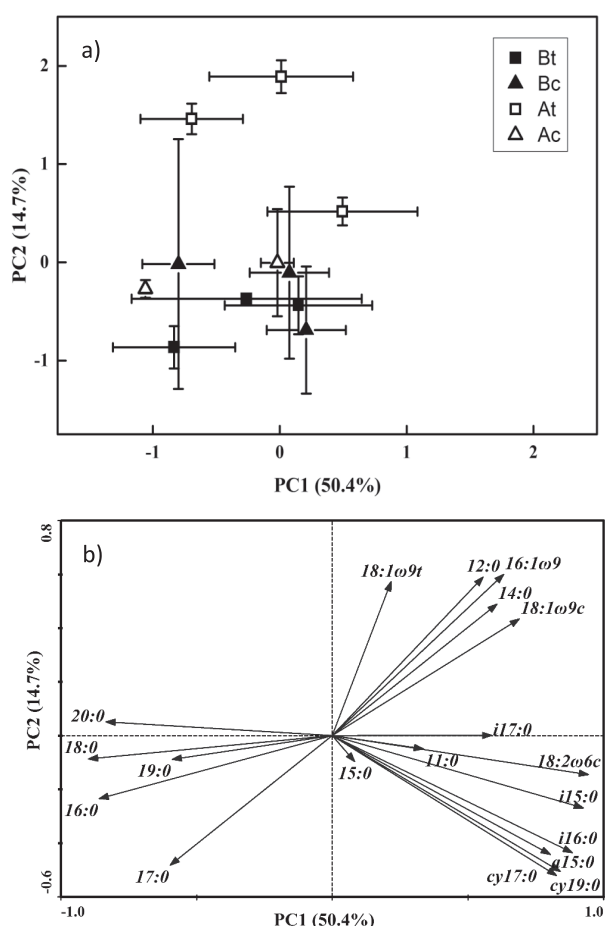 a)
Bt
Bc
At
Ac
2
1
0
-1
PC2 (14.7%)
-1
0
1
2
PC1 (50.4%)
b)
0.8
18:1ω9t
12:0
16:1ω9
14:0
18:1ω9c
PC2 (14.7%)
20:0
18:0
19:0
16:0
17:0
15:0
i17:0
11:0
18:2ω6c
i15:0
i16:0
a15:0
cy17:0
cy19:0
-0.6
-1.0
1.0
PC1 (50.4%)